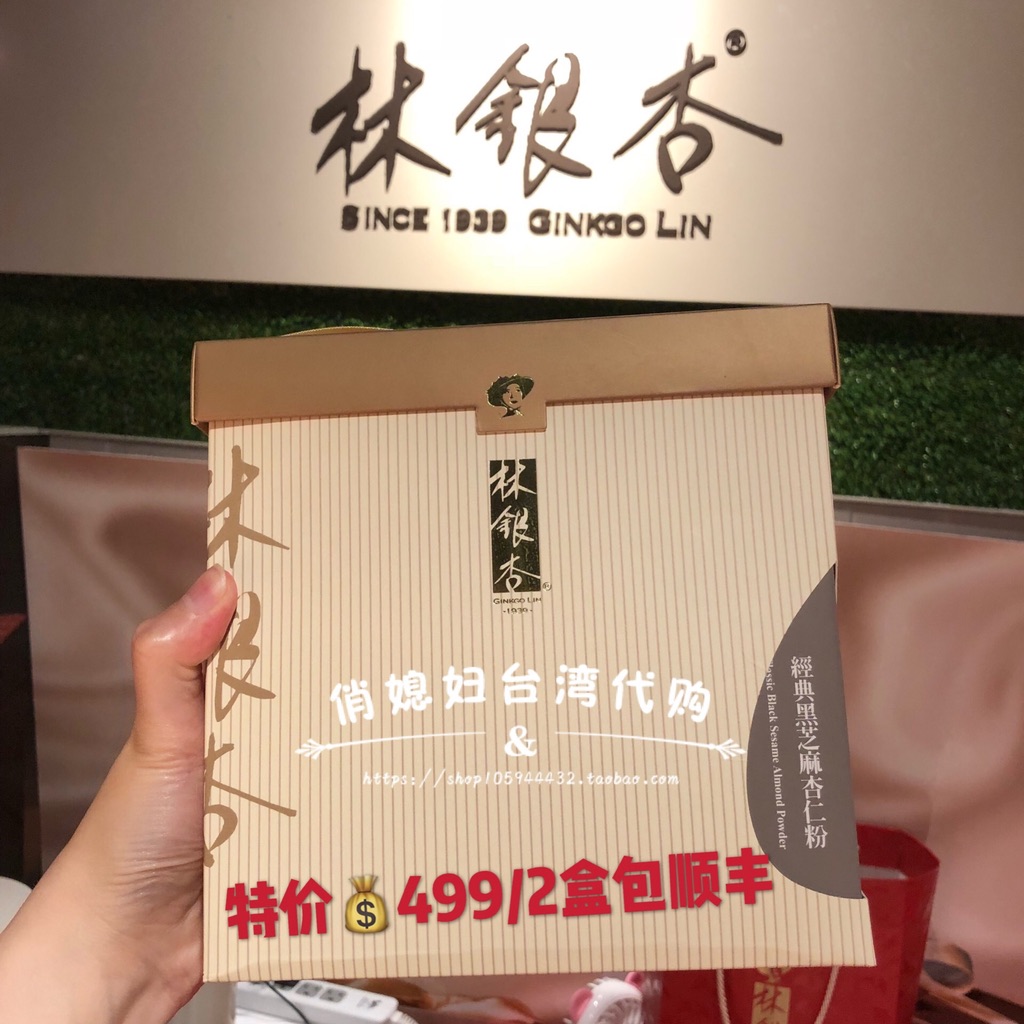 林銀杏®
SINCE 1939 GINKGO LIN
林銀杏
林銀杏®
GINKGO LIN
·1939·
經典黑芝麻杏仁粉
Classic Black Sesame Almond Powder
俏媳妇台湾代购
&
https://shop105944432.taobao.com
特价💰499/2盒包顺丰
林